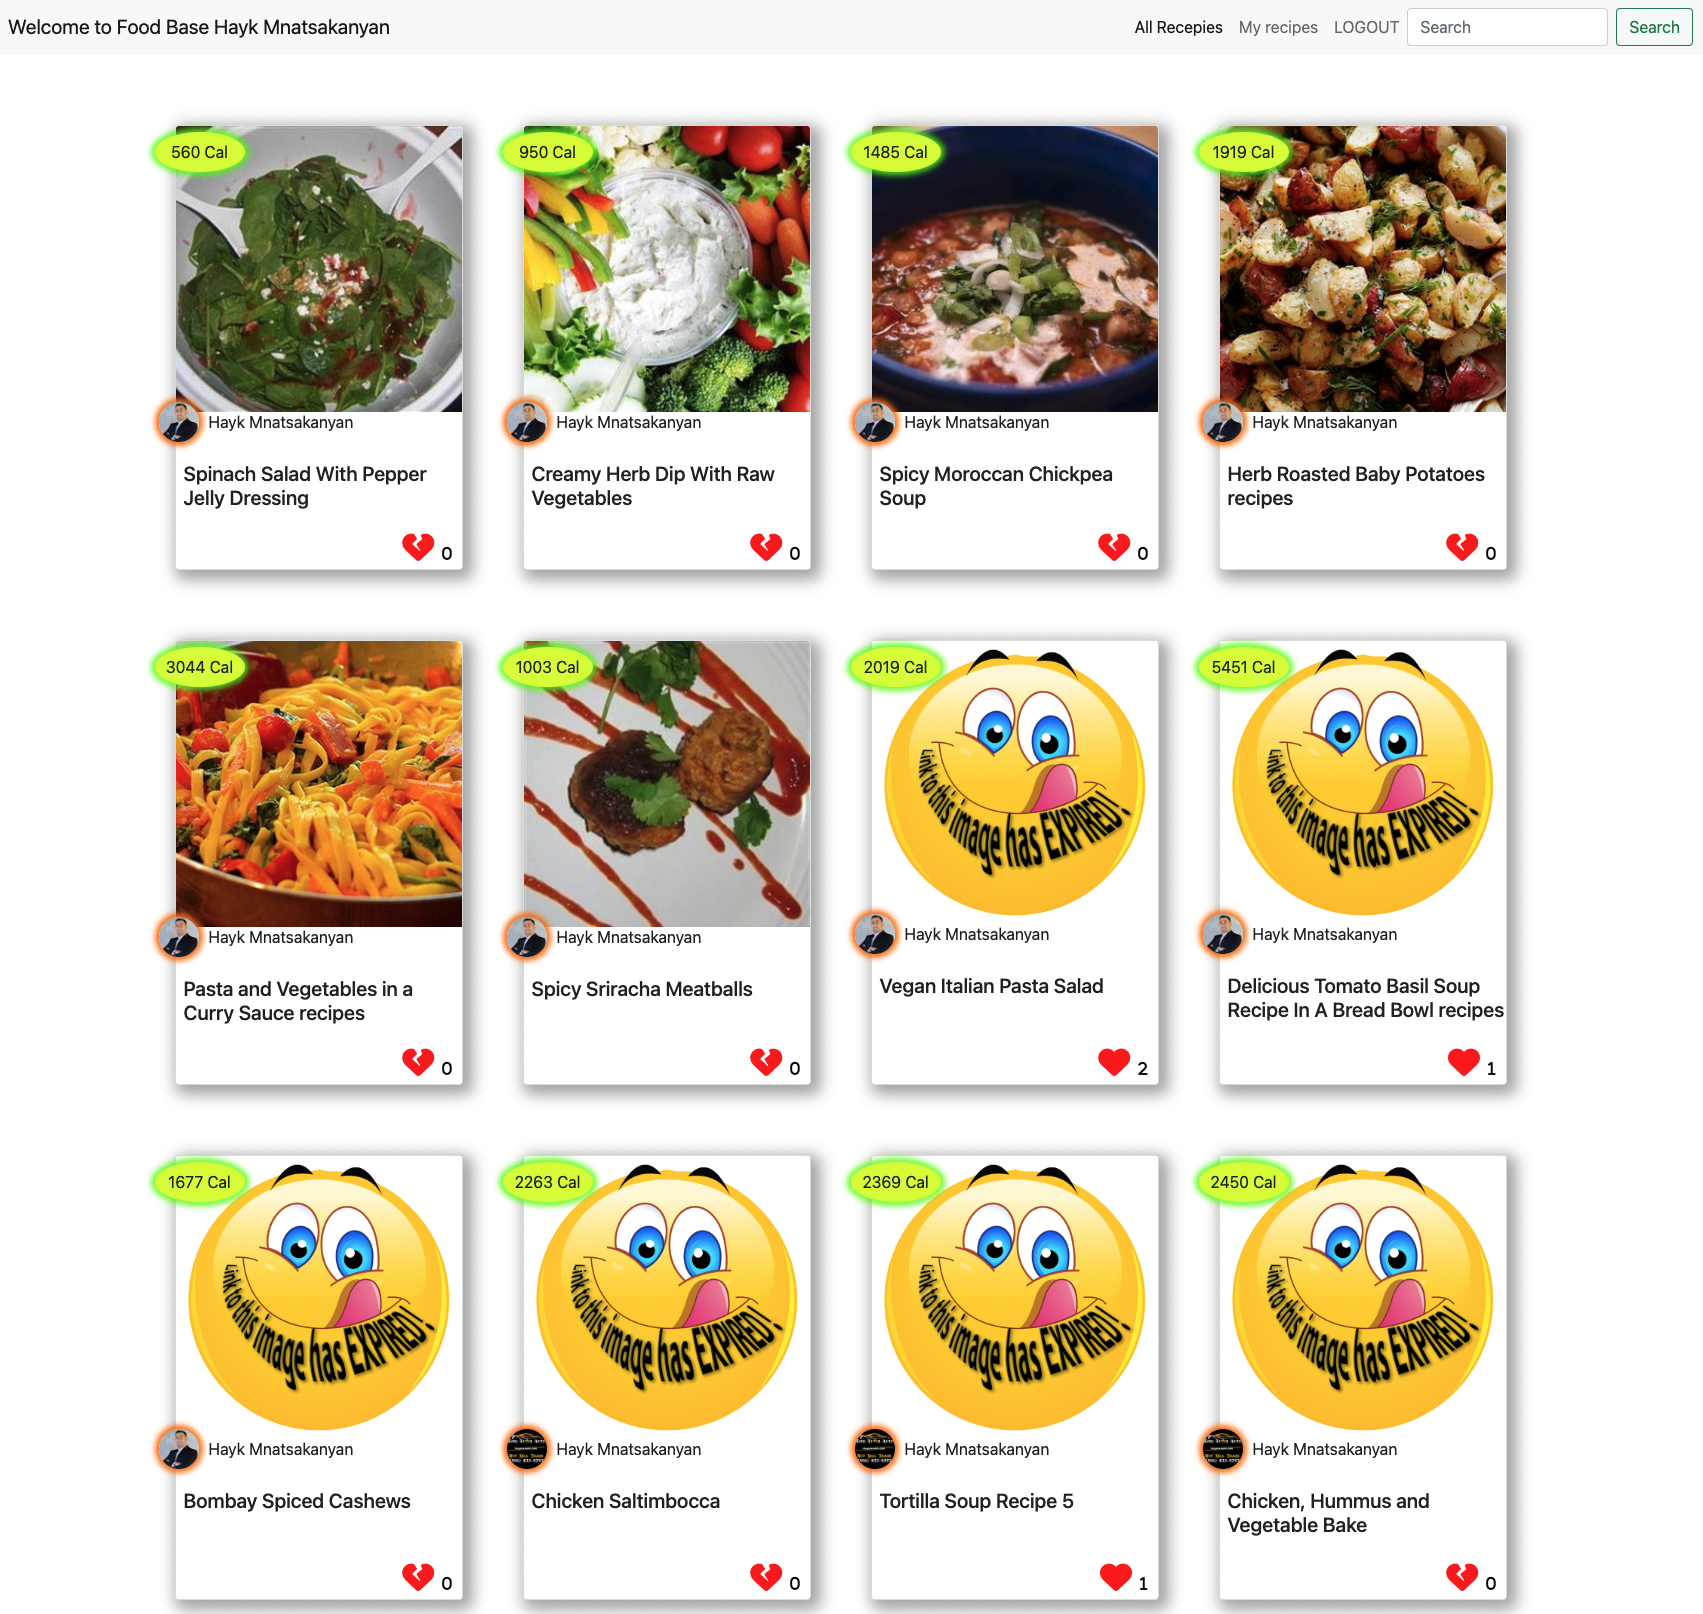 Welcome to Food Base Hayk Mnatsakanyan
All Recepies
My recipes
LOGOUT
Search
Search
560 Cal
950 Cal
1485 Cal
1919 Cal
Hayk Mnatsakanyan
Hayk Mnatsakanyan
Hayk Mnatsakanyan
Hayk Mnatsakanyan
Spinach Salad With Pepper
Jelly Dressing
Creamy Herb Dip With Raw
Vegetables
Spicy Moroccan Chickpea
Soup
Herb Roasted Baby Potatoes
recipes
0
0
0
0
3044 Cal
1003 Cal
2019 Cal
5451 Cal
Link to this image has EXPIRED!
Link to this image has EXPIRED!
Hayk Mnatsakanyan
Hayk Mnatsakanyan
Hayk Mnatsakanyan
Hayk Mnatsakanyan
Pasta and Vegetables in a
Curry Sauce recipes
Spicy Sriracha Meatballs
Vegan Italian Pasta Salad
Delicious Tomato Basil Soup
Recipe In A Bread Bowl recipes
0
0
2
1
1677 Cal
2263 Cal
2369 Cal
2450 Cal
Link to this image has EXPIRED!
Link to this image has EXPIRED!
Link to this image has EXPIRED!
Link to this image has EXPIRED!
Hayk Mnatsakanyan
Hayk Mnatsakanyan
Hayk Mnatsakanyan
Hayk Mnatsakanyan
Bombay Spiced Cashews
Chicken Saltimbocca
Tortilla Soup Recipe 5
Chicken, Hummus and
Vegetable Bake
0
0
1
0